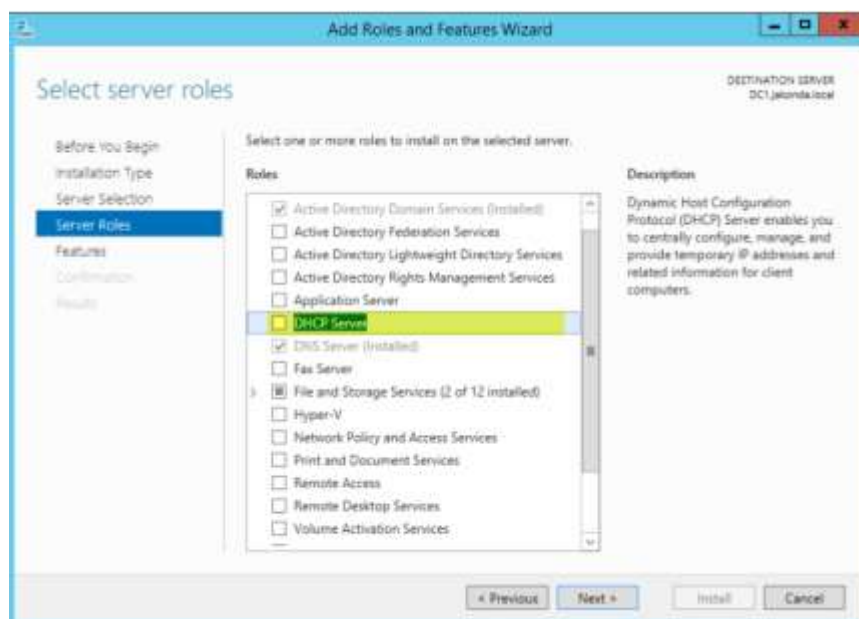 Add Roles and Features Wizard
Select server roles
DESTINATION SERVER
DC1.jakonda.local
Before You Begin
Installation Type
Server Selection
Server Roles
Features
Confirmation
Results
Select one or more roles to install on the selected server.
Roles
Active Directory Domain Services (Installed)
Active Directory Federation Services
Active Directory Lightweight Directory Services
Active Directory Rights Management Services
Application Server
DHCP Server
DNS Server (Installed)
Fax Server
File and Storage Services (2 of 12 installed)
Hyper-V
Network Policy and Access Services
Print and Document Services
Remote Access
Remote Desktop Services
Volume Activation Services
Description
Dynamic Host Configuration
Protocol (DHCP) Server enables you
to centrally configure, manage, and
provide temporary IP addresses and
related information for client
computers.
< Previous
Next >
Install
Cancel